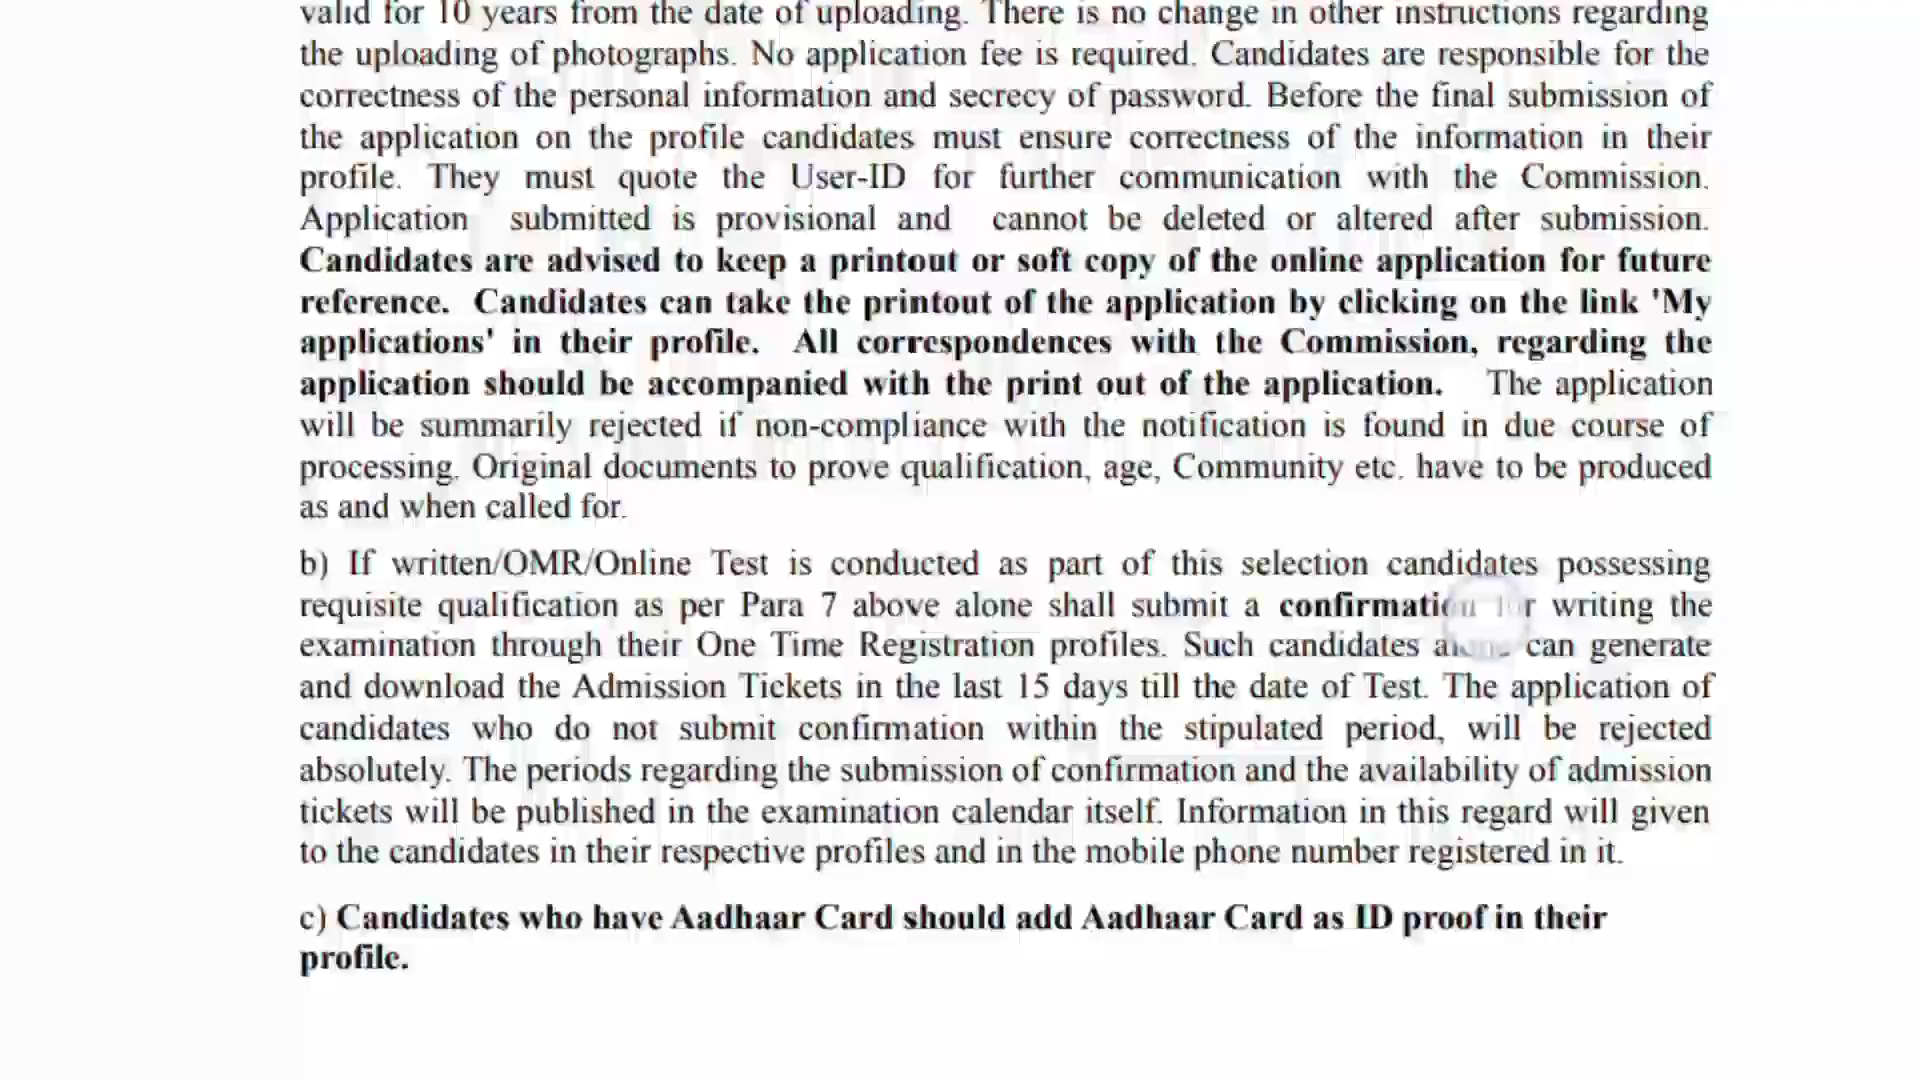 valid for 10 years from the date of uploading. There is no change in other instructions regarding
the uploading of photographs. No application fee is required. Candidates are responsible for the
correctness of the personal information and secrecy of password. Before the final submission of
the application on the profile candidates must ensure correctness of the information in their
profile. They must quote the User-ID for further communication with the Commission.
Application submitted is provisional and cannot be deleted or altered after submission.
Candidates are advised to keep a printout or soft copy of the online application for future
reference. Candidates can take the printout of the application by clicking on the link 'My
applications' in their profile. All correspondences with the Commission, regarding the
application should be accompanied with the print out of the application. The application
will be summarily rejected if non-compliance with the notification is found in due course of
processing. Original documents to prove qualification, age, Community etc. have to be produced
as and when called for.
b) If written/OMR/Online Test is conducted as part of this selection candidates possessing
requisite qualification as per Para 7 above alone shall submit a confirmation for writing the
examination through their One Time Registration profiles. Such candidates alone can generate
and download the Admission Tickets in the last 15 days till the date of Test. The application of
candidates who do not submit confirmation within the stipulated period, will be rejected
absolutely. The periods regarding the submission of confirmation and the availability of admission
tickets will be published in the examination calendar itself. Information in this regard will given
to the candidates in their respective profiles and in the mobile phone number registered in it.
c) Candidates who have Aadhaar Card should add Aadhaar Card as ID proof in their
profile.